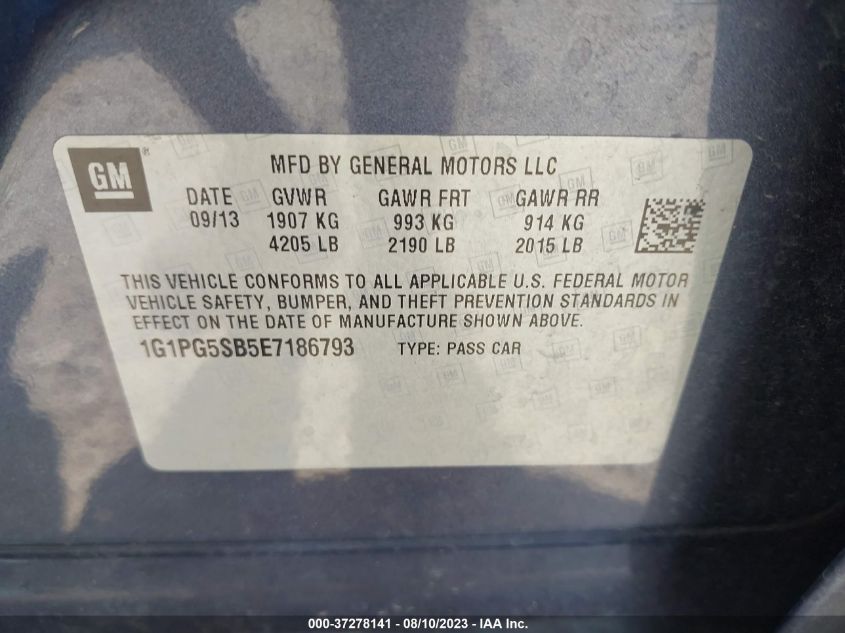 GM®
MFD BY GENERAL MOTORS LLC
DATE GVWR GAWR FRT GAWR RR
09/13 1907 KG 993 KG 914 KG
4205 LB 2190 LB 2015 LB
THIS VEHICLE CONFORMS TO ALL APPLICABLE U.S. FEDERAL MOTOR
VEHICLE SAFETY, BUMPER, AND THEFT PREVENTION STANDARDS IN
EFFECT ON THE DATE OF MANUFACTURE SHOWN ABOVE.
1G1PG5SB5E7186793 TYPE: PASS CAR
000-37278141 - 08/10/2023 - IAA Inc.